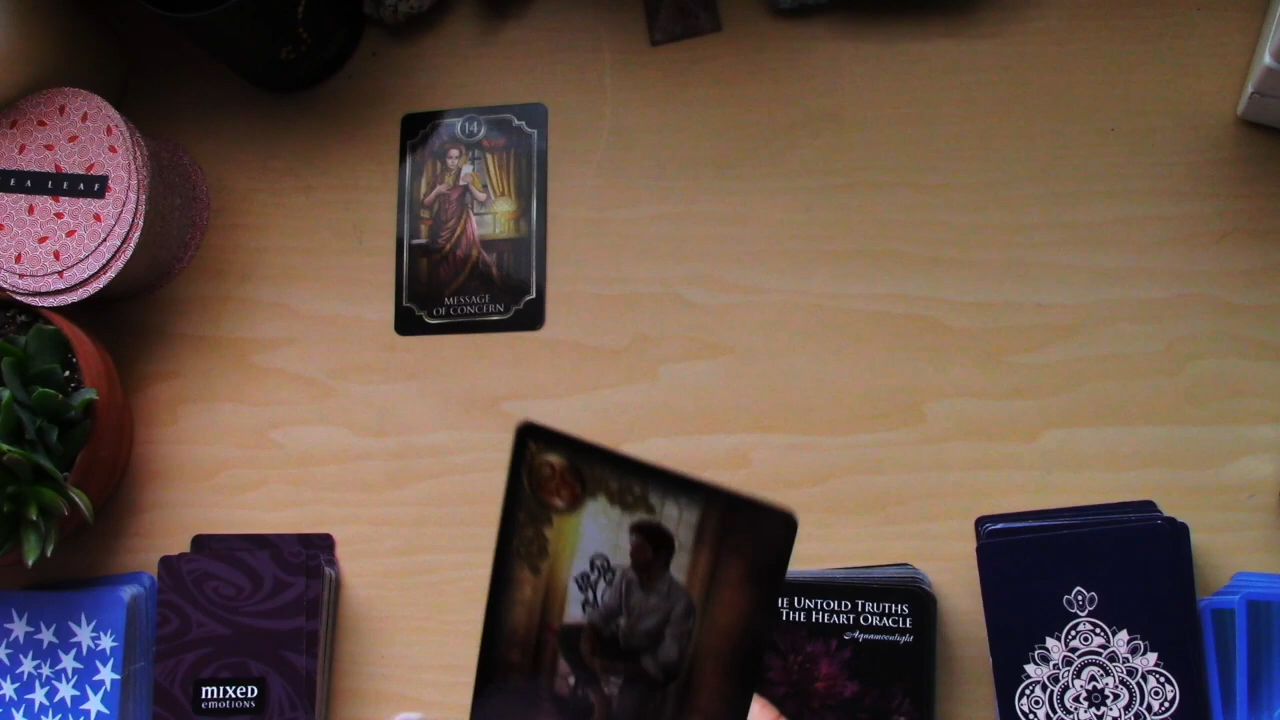 EA LEAF
14
MESSAGE
OF CONCERN
MIXED
EMOTIONS
E UNTOLD TRUTHS
THE HEART ORACLE
Aquamoonlight